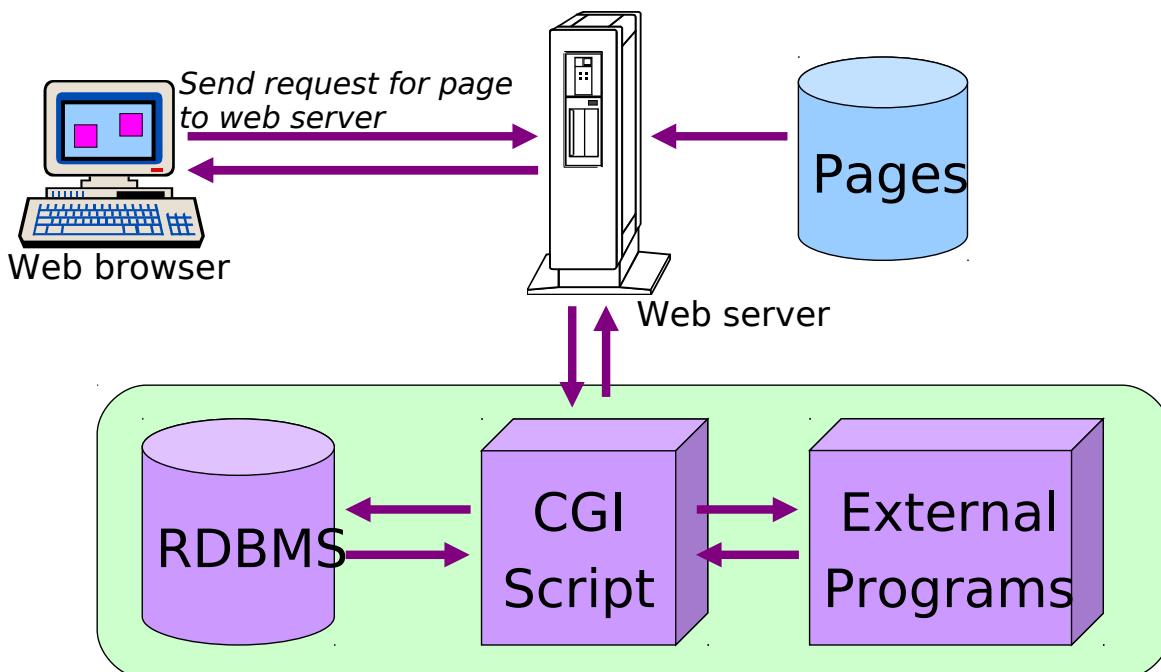 Send request for page
to web server
Pages
Web browser
Web server
RDBMS
CGI
Script
External
Programs